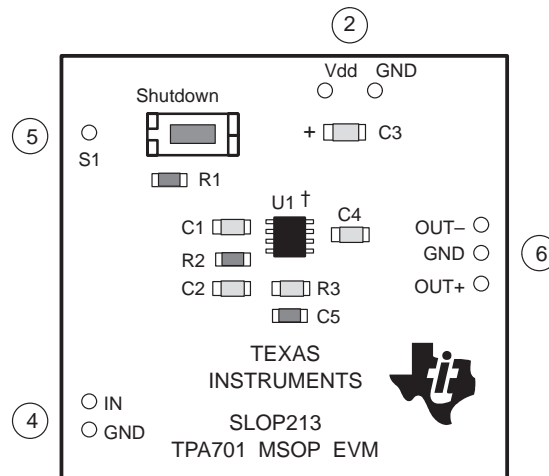 2
Vdd GND
Shutdown
5
S1
+ C3
R1
U1 †
C1
C4
OUT–
R2
GND
6
C2
R3
OUT+
C5
TEXAS
INSTRUMENTS
ti
4
IN
GND
SLOP213
TPA701 MSOP EVM